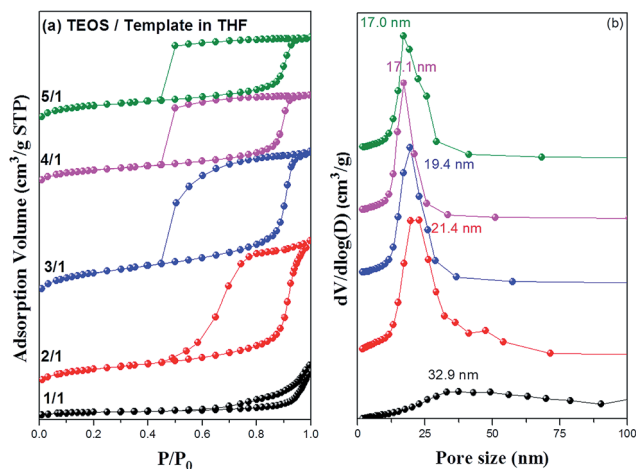 (a) TEOS / Template in THF
5/1
4/1
3/1
2/1
1/1
Adsorption Volume (cm³/g STP)
0.0 0.2 0.4 0.6 0.8 1.0
P/P₀
(b)
17.0 nm
17.1 nm
19.4 nm
21.4 nm
32.9 nm
dV/dlog(D) (cm³/g)
0 25 50 75 100
Pore size (nm)